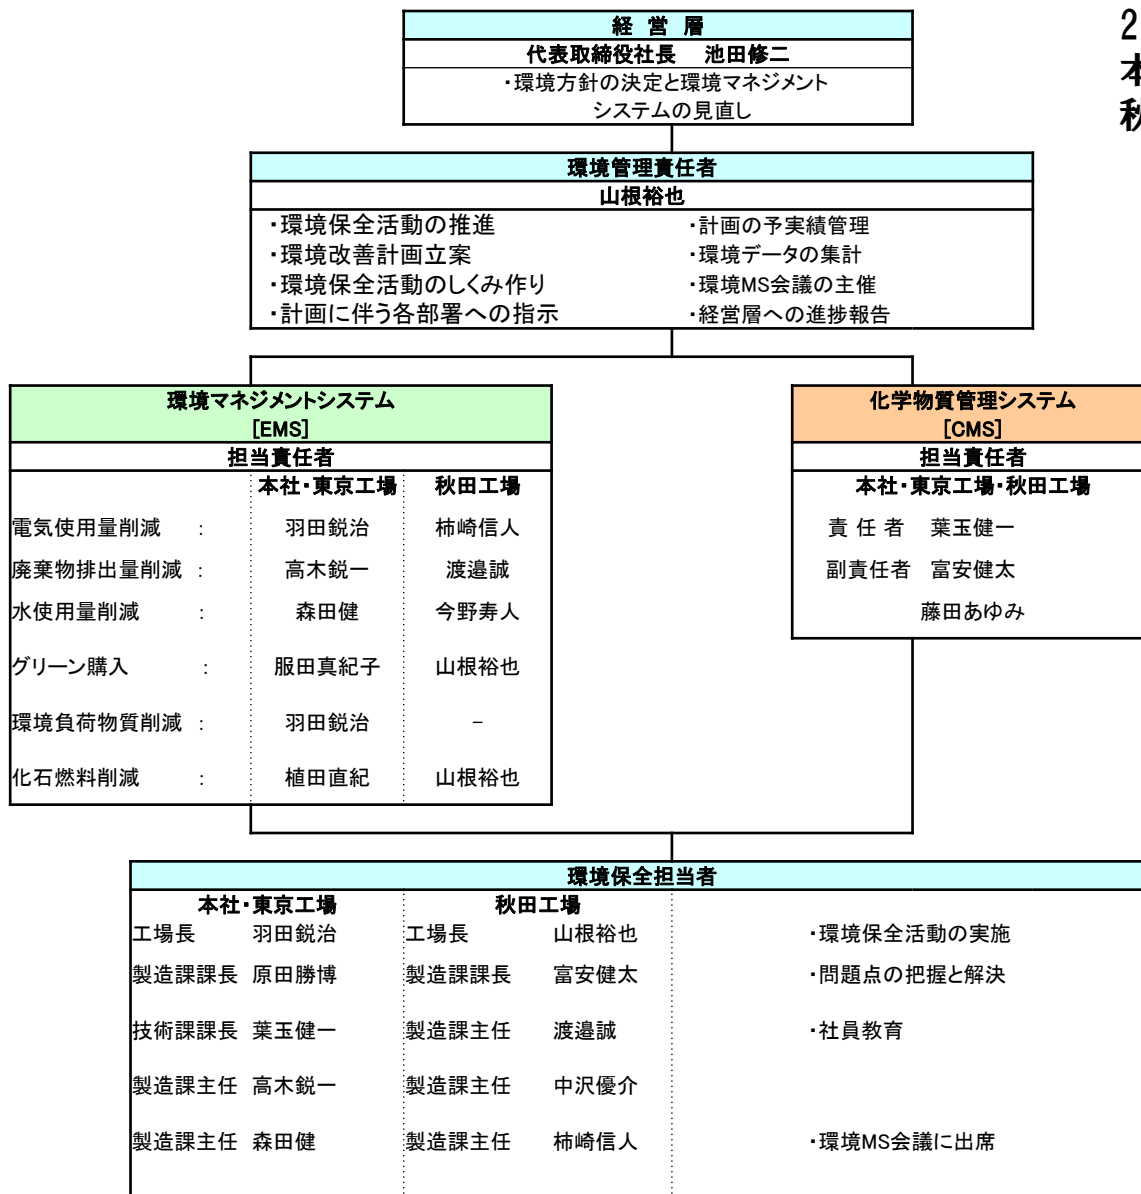 経 営 層
代表取締役社長 池田修二
・環境方針の決定と環境マネジメント
システムの見直し
2
本
秋
環境管理責任者
山根裕也
・環境保全活動の推進 ・計画の予実績管理
・環境改善計画立案 ・環境データの集計
・環境保全活動のしくみ作り ・環境MS会議の主催
・計画に伴う各部署への指示 ・経営層への進捗報告
環境マネジメントシステム
[EMS]
担当責任者
本社・東京工場 秋田工場
電気使用量削減 : 羽田鋭治 柿崎信人
廃棄物排出量削減 : 高木鋭一 渡邉誠
水使用量削減 : 森田健 今野寿人
グリーン購入 : 服田真紀子 山根裕也
環境負荷物質削減 : 羽田鋭治 －
化石燃料削減 : 植田直紀 山根裕也
化学物質管理システム
[CMS]
担当責任者
本社・東京工場・秋田工場
責 任 者 葉玉健一
副責任者 富安健太
藤田あゆみ
環境保全担当者
本社・東京工場 秋田工場
工場長 羽田鋭治 工場長 山根裕也 ・環境保全活動の実施
製造課課長 原田勝博 製造課課長 富安健太 ・問題点の把握と解決
技術課課長 葉玉健一 製造課主任 渡邉誠 ・社員教育
製造課主任 高木鋭一 製造課主任 中沢優介
製造課主任 森田健 製造課主任 柿崎信人 ・環境MS会議に出席